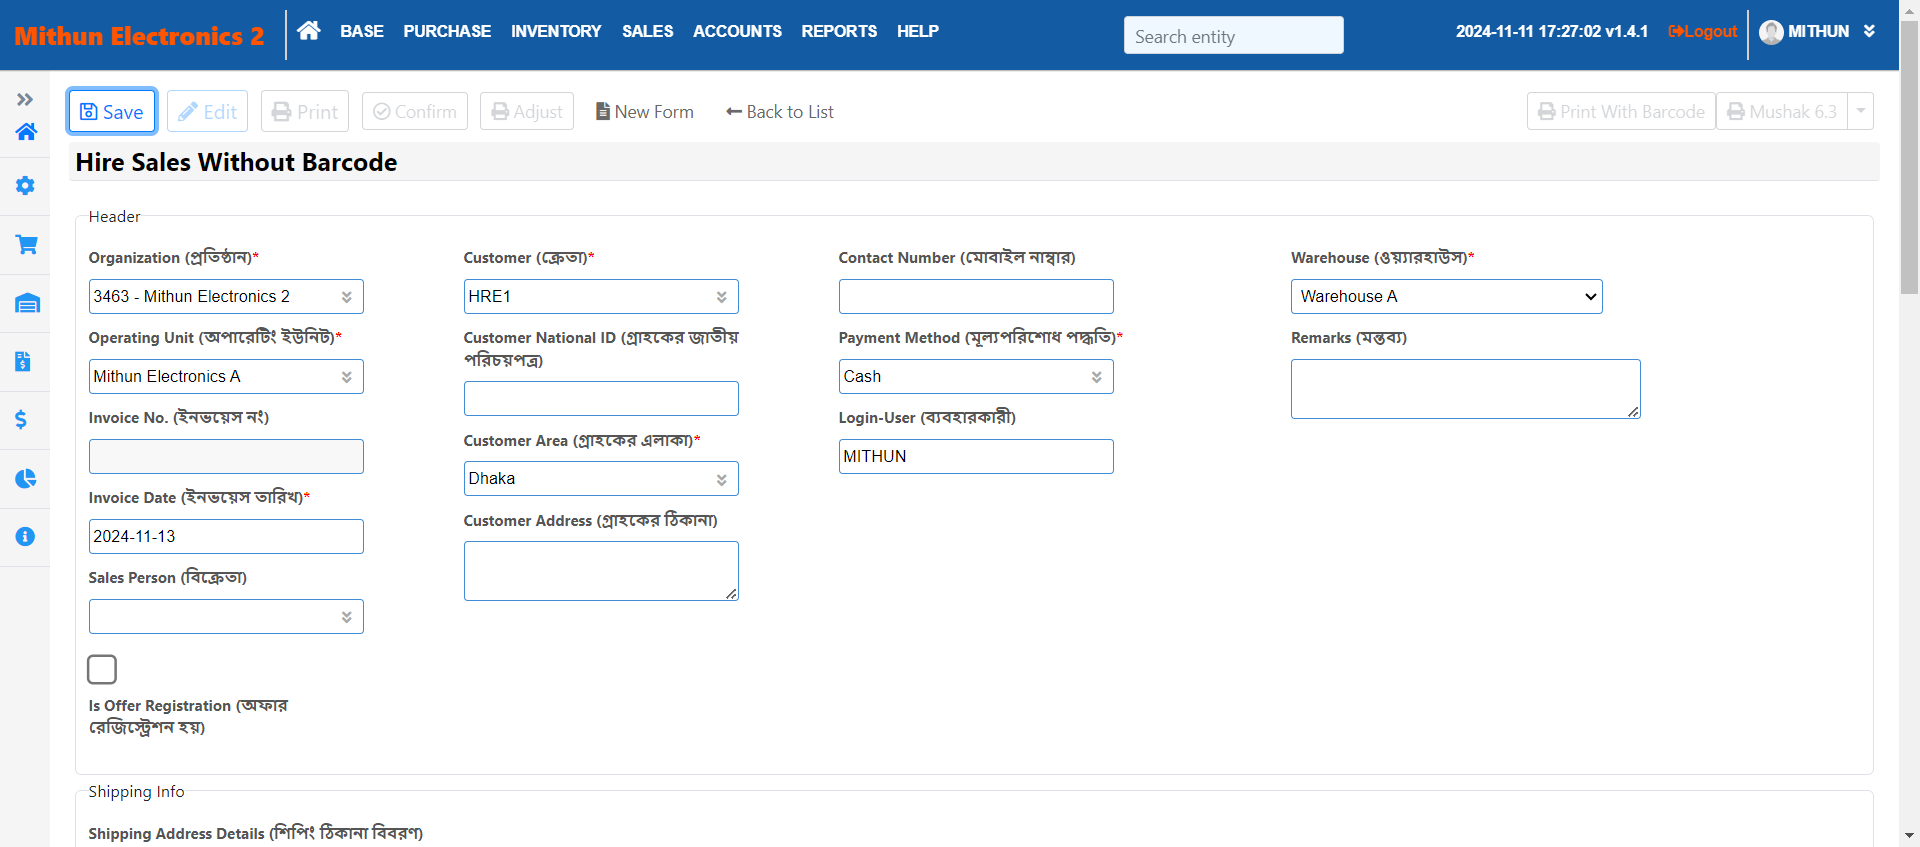 Mithun Electronics 2
BASE PURCHASE INVENTORY SALES ACCOUNTS REPORTS HELP
Search entity
2024-11-11 17:27:02 v1.4.1
Logout
MITHUN
Save Edit Print Confirm Adjust New Form Back to List
Print With Barcode Mushak 6.3
Hire Sales Without Barcode
Header
Organization (প্রতিষ্ঠান)*
3463 - Mithun Electronics 2
Operating Unit (অপারেটিং ইউনিট)*
Mithun Electronics A
Invoice No. (ইনভয়েস নং)
Invoice Date (ইনভয়েস তারিখ)*
2024-11-13
Sales Person (বিক্রেতা)
Is Offer Registration (অফার
রেজিস্ট্রেশন হয়)
Customer (ক্রেতা)*
HRE1
Customer National ID (গ্রাহকের জাতীয়
পরিচয়পত্র)
Customer Area (গ্রাহকের এলাকা)*
Dhaka
Customer Address (গ্রাহকের ঠিকানা)
Contact Number (মোবাইল নাম্বার)
Payment Method (মূল্যপরিশোধ পদ্ধতি)*
Cash
Login-User (ব্যবহারকারী)
MITHUN
Warehouse (ওয়্যারহাউস)*
Warehouse A
Remarks (মন্তব্য)
Shipping Info
Shipping Address Details (শিপিং ঠিকানা বিবরণ)